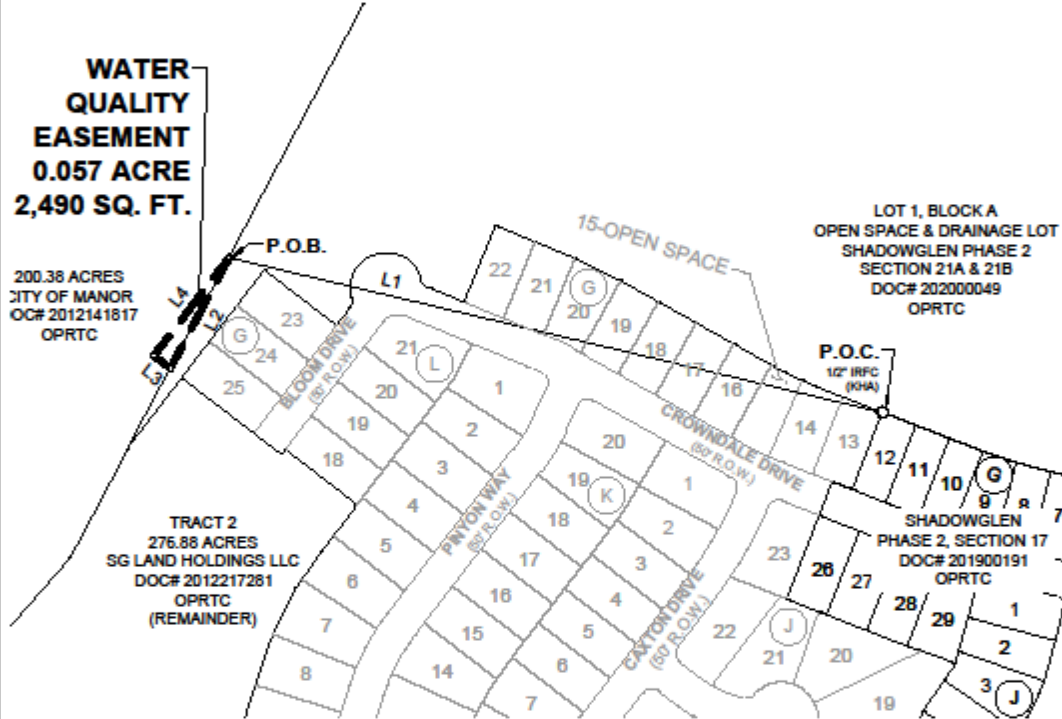 WATER
QUALITY
EASEMENT
0.057 ACRE
2,490 SQ. FT.
P.O.B.
200.38 ACRES
CITY OF MANOR
DOC# 2012141817
OPRTC
L4
L2
L3
L1
15-OPEN SPACE
LOT 1, BLOCK A
OPEN SPACE & DRAINAGE LOT
SHADOWGLEN PHASE 2
SECTION 21A & 21B
DOC# 202000049
OPRTC
P.O.C.
1/2" IRFC
(KHA)
22
21
G
20
19
18
17
16
14
13
12
11
10
G
9
8
7
23
G
24
25
BLOOM DRIVE
(50' R.O.W.)
21
L
20
19
18
1
2
3
4
5
6
7
8
CROWNDALE DRIVE
(50' R.O.W.)
PINYON WAY
(50' R.O.W.)
20
19
K
18
17
16
15
14
1
2
3
4
5
6
7
CAXTON DRIVE
(50' R.O.W.)
23
22
J
21
20
19
26
27
28
29
SHADOWGLEN
PHASE 2, SECTION 17
DOC# 201900191
OPRTC
1
2
3
J
TRACT 2
276.88 ACRES
SG LAND HOLDINGS LLC
DOC# 2012217281
OPRTC
(REMAINDER)